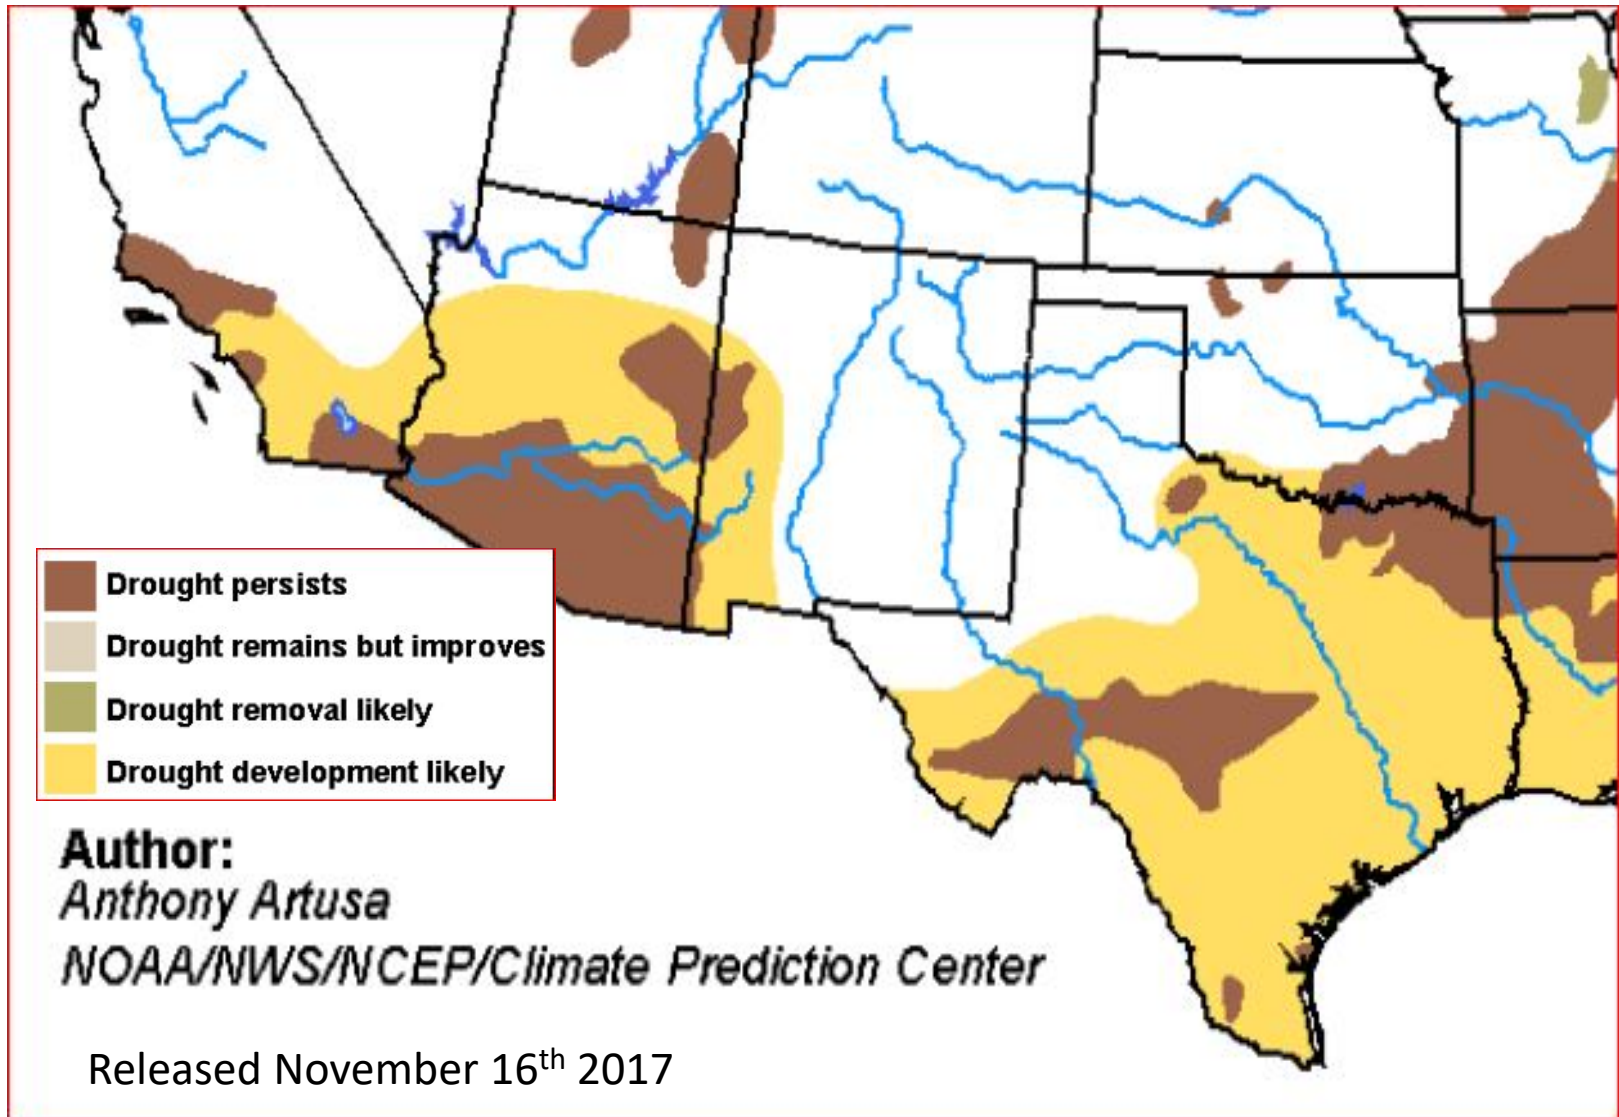 Drought persists
Drought remains but improves
Drought removal likely
Drought development likely
Author:
Anthony Artusa
NOAA/NWS/NCEP/Climate Prediction Center
Released November 16th 2017